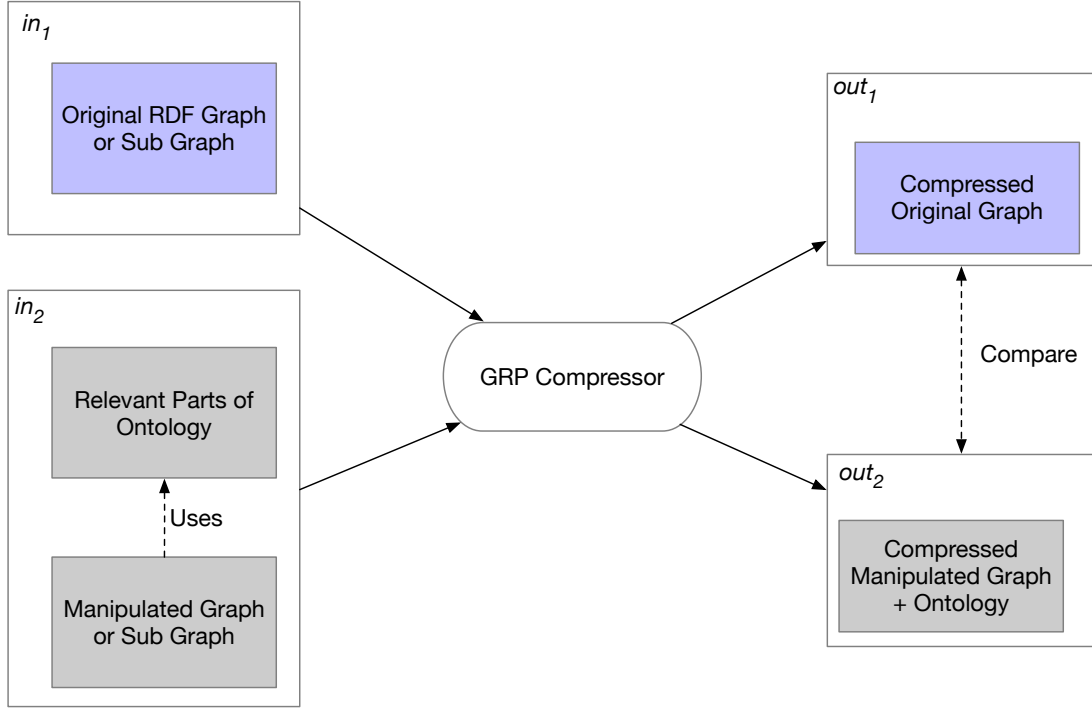 in1
Original RDF Graph
or Sub Graph
in2
Relevant Parts of
Ontology
Uses
Manipulated Graph
or Sub Graph
GRP Compressor
out1
Compressed
Original Graph
Compare
out2
Compressed
Manipulated Graph
+ Ontology